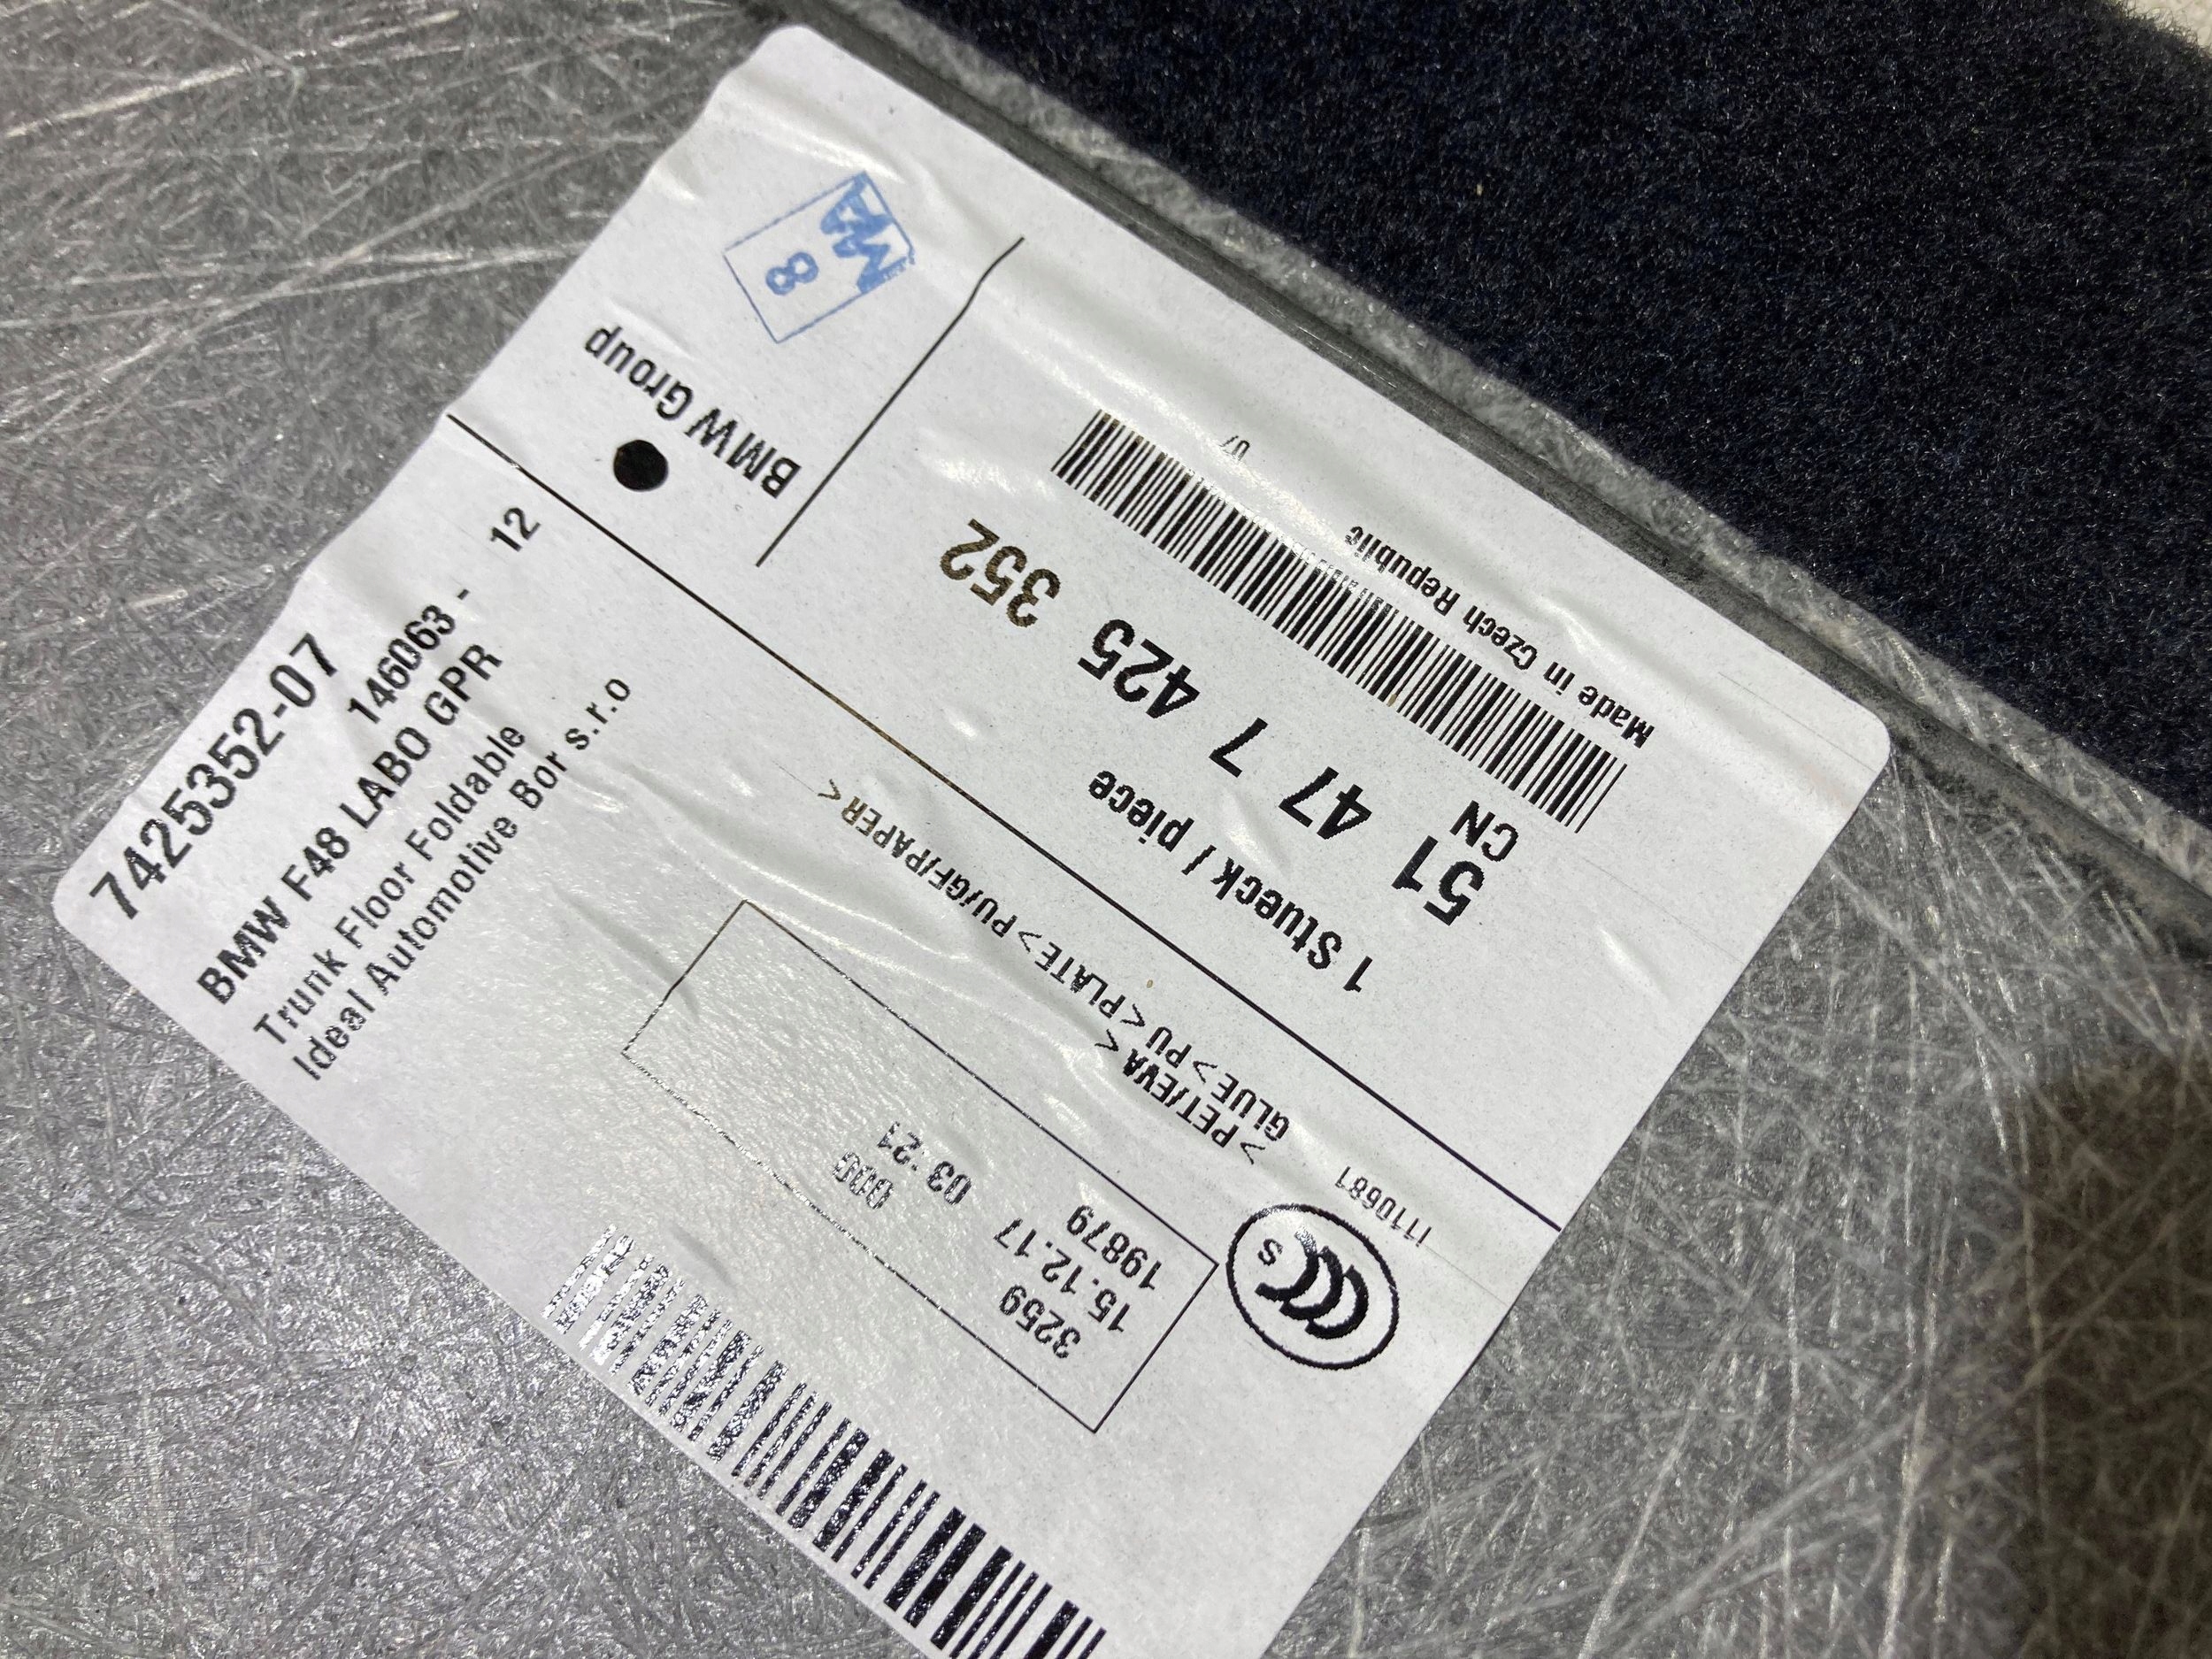 7425352-07
146063 - 12
BMW F48 LABO GPR
Trunk Floor Foldable
Ideal Automotive Bor s.r.o
BMW Group
8
51 47 7 425 352
CN
1 Stueck / piece
07
Made in Czech Republic
> PET/EVA <
GLUE >PU <PLATE> PU/GF/PAPER <
I110681
CCC S
3259
15.12.17 03:21
19879